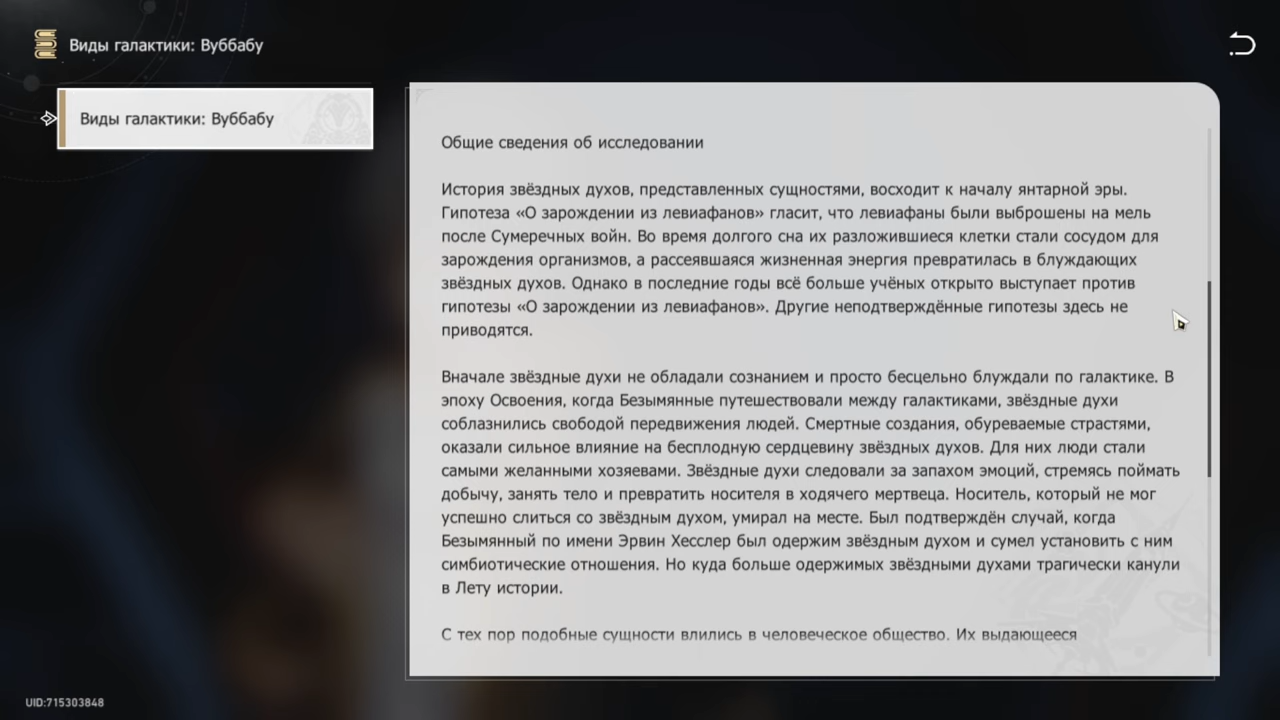 Виды галактики: Вуббабу
Виды галактики: Вуббабу
Общие сведения об исследовании
История звёздных духов, представленных сущностями, восходит к началу янтарной эры.
Гипотеза «О зарождении из левиафанов» гласит, что левиафаны были выброшены на мель
после Сумеречных войн. Во время долгого сна их разложившиеся клетки стали сосудом для
зарождения организмов, а рассеявшаяся жизненная энергия превратилась в блуждающих
звёздных духов. Однако в последние годы всё больше учёных открыто выступает против
гипотезы «О зарождении из левиафанов». Другие неподтверждённые гипотезы здесь не
приводятся.
Вначале звёздные духи не обладали сознанием и просто бесцельно блуждали по галактике. В
эпоху Освоения, когда Безымянные путешествовали между галактиками, звёздные духи
соблазнились свободой передвижения людей. Смертные создания, обуреваемые страстями,
оказали сильное влияние на бесплодную сердцевину звёздных духов. Для них люди стали
самыми желанными хозяевами. Звёздные духи следовали за запахом эмоций, стремясь поймать
добычу, занять тело и превратить носителя в ходячего мертвеца. Носитель, который не мог
успешно слиться со звёздным духом, умирал на месте. Был подтверждён случай, когда
Безымянный по имени Эрвин Хесслер был одержим звёздным духом и сумел установить с ним
симбиотические отношения. Но куда больше одержимых звёздными духами трагически канули
в Лету истории.
С тех пор подобные сущности влились в человеческое общество. Их выдающееся
UID:715303848